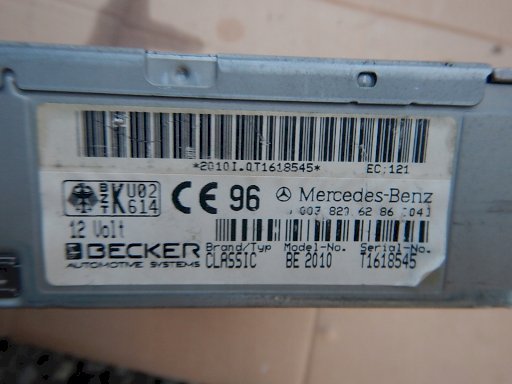 *2010I.QT1618545* EC:121
BZT K U02 614 CE 96 Mercedes-Benz
12 Volt
BECKER Brand/Typ Model-No. Serial-No.
AUTOMOTIVE SYSTEMS CLASSIC BE 2010 T1618545